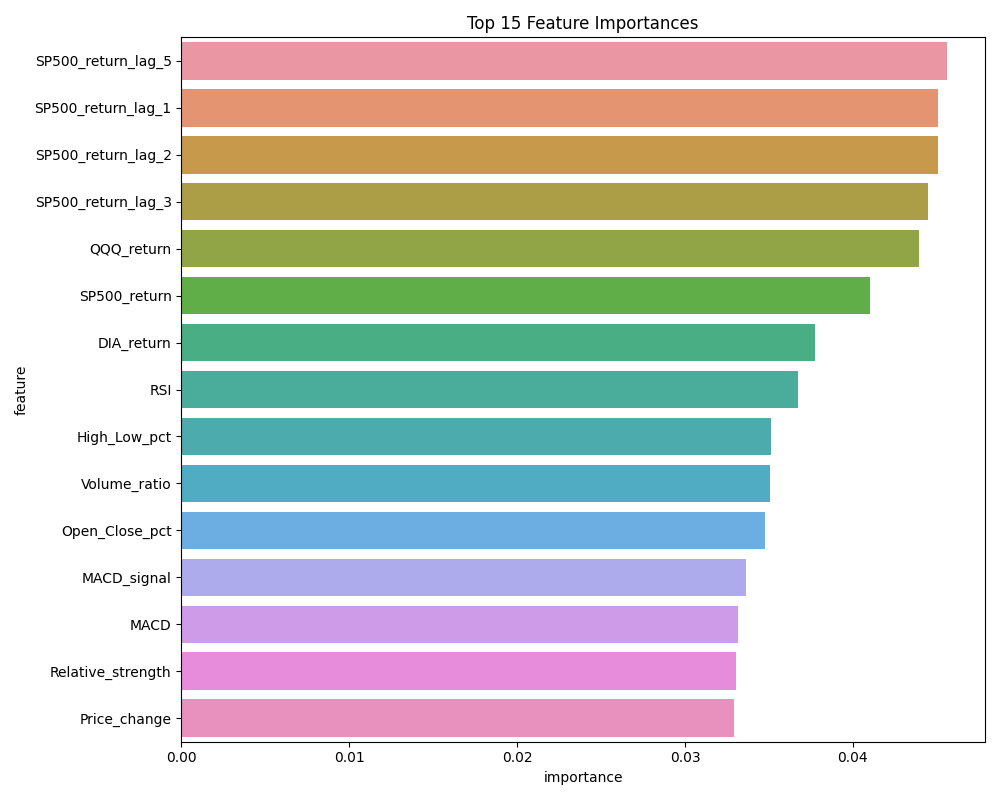 Top 15 Feature Importances
feature
SP500_return_lag_5
SP500_return_lag_1
SP500_return_lag_2
SP500_return_lag_3
QQQ_return
SP500_return
DIA_return
RSI
High_Low_pct
Volume_ratio
Open_Close_pct
MACD_signal
MACD
Relative_strength
Price_change
0.00 0.01 0.02 0.03 0.04
importance